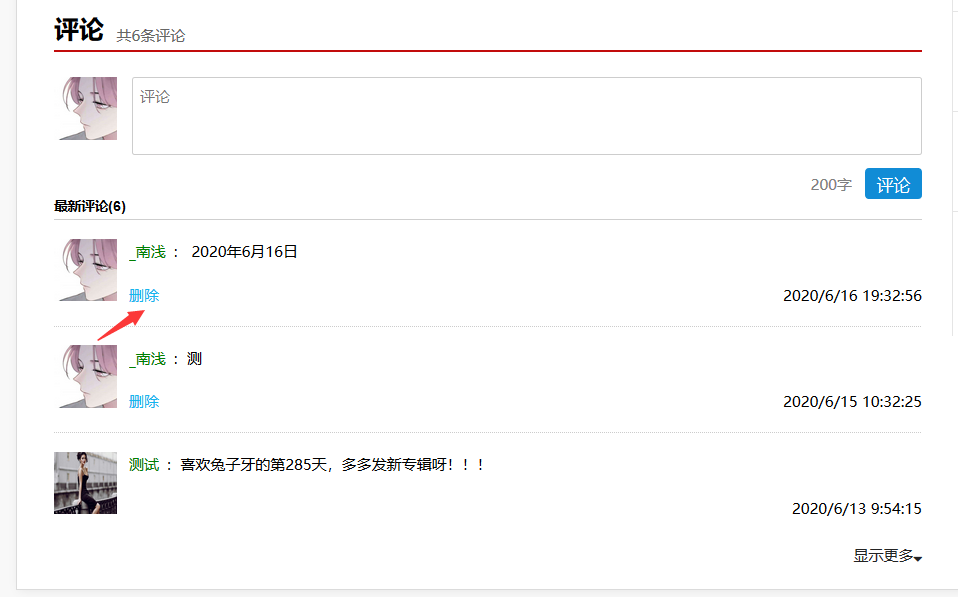 评论 共6条评论
评论
200字 评论
最新评论(6)
_南浅 ： 2020年6月16日
删除 2020/6/16 19:32:56
_南浅 ：测
删除 2020/6/15 10:32:25
测试 ：喜欢兔子牙的第285天，多多发新专辑呀！！！
2020/6/13 9:54:15
显示更多